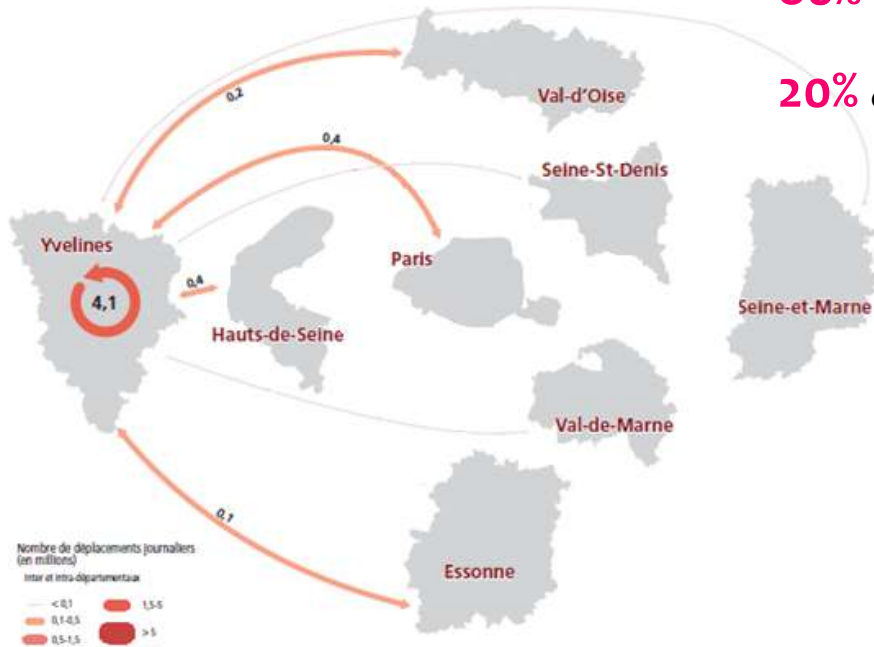 20%
Val-d'Oise
0,2
0,4
Seine-St-Denis
Yvelines
Paris
4,1
0,4
Hauts-de-Seine
Seine-et-Marne
Val-de-Marne
0,1
Essonne
Nombre de déplacements journaliers
(en millions)
Inter et intra-départementaux
< 0,1
1,5-5
0,1-0,5
> 5
0,5-1,5